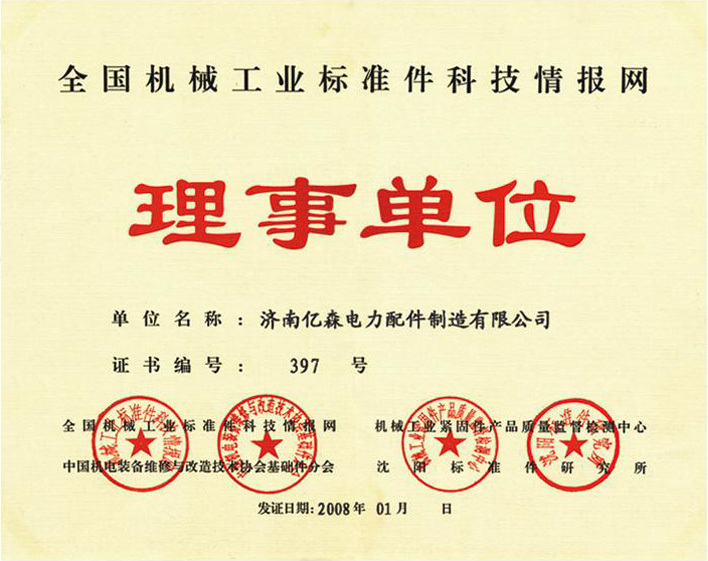 全国机械工业标准件科技情报网
理事单位
单位名称：济南亿森电力配件制造有限公司
证书编号： 397 号
全国机械工业标准件科技情报网 机械工业紧固件产品质量监督检测中心
中国机电装备维修与改造技术协会基础件分会 沈阳标准件研究所
发证日期：2008年 01月 日